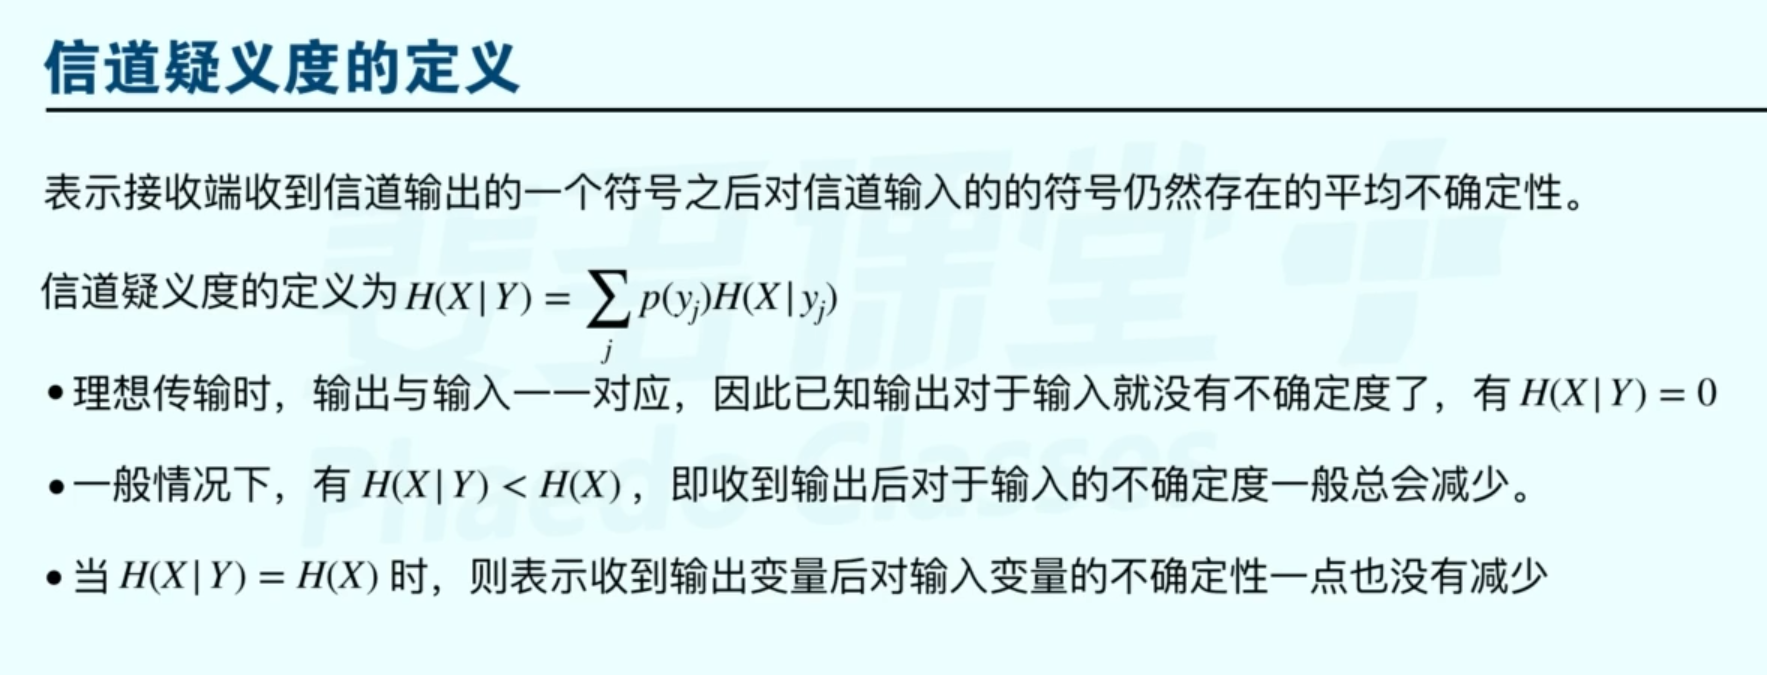 信道疑义度的定义
表示接收端收到信道输出的一个符号之后对信道输入的的符号仍然存在的平均不确定性。
信道疑义度的定义为 H(X|Y) = ∑_j p(y_j)H(X|y_j)
•理想传输时，输出与输入一一对应，因此已知输出对于输入就没有不确定度了，有 H(X|Y) = 0
•一般情况下，有 H(X|Y) < H(X)，即收到输出后对于输入的不确定度一般总会减少。
•当 H(X|Y) = H(X) 时，则表示收到输出变量后对输入变量的不确定性一点也没有减少
斐多课堂
Phaedo Classes